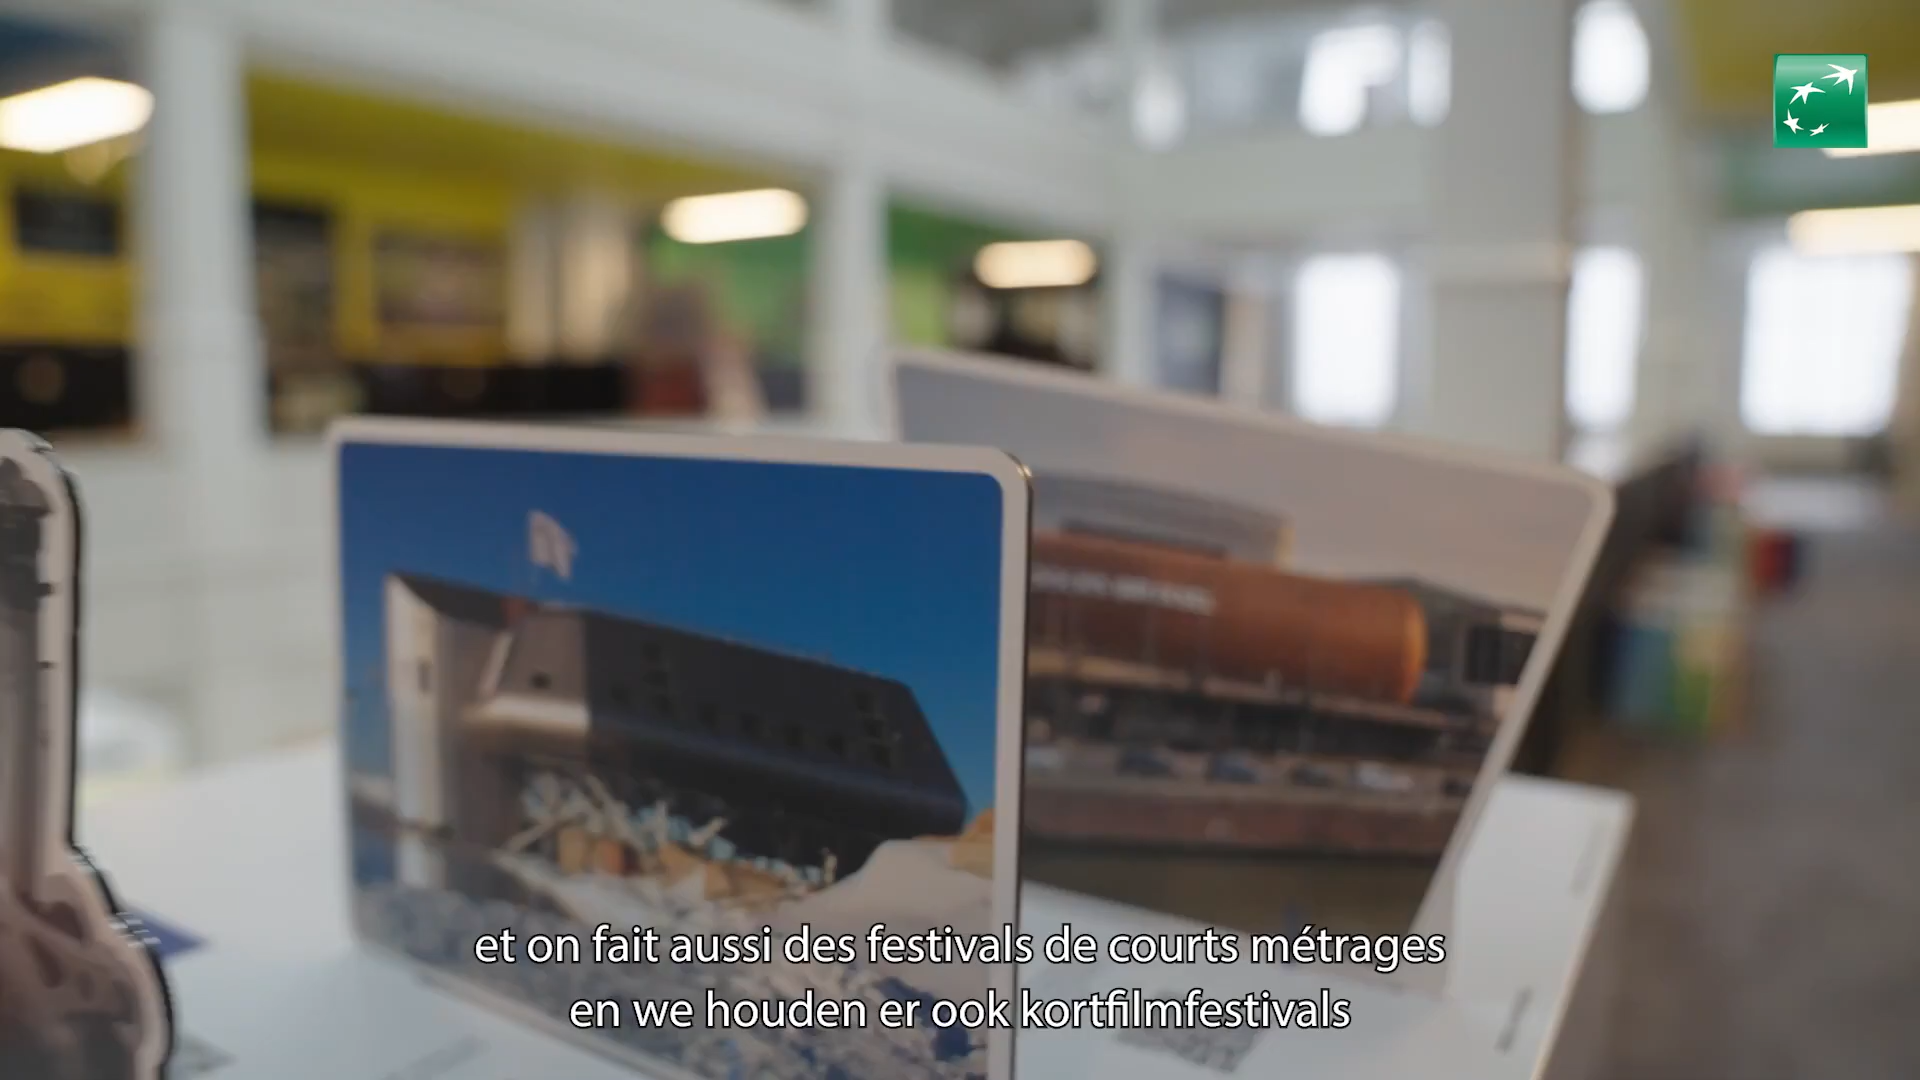 et on fait aussi des festivals de courts métrages
en we houden er ook kortfilmfestivals